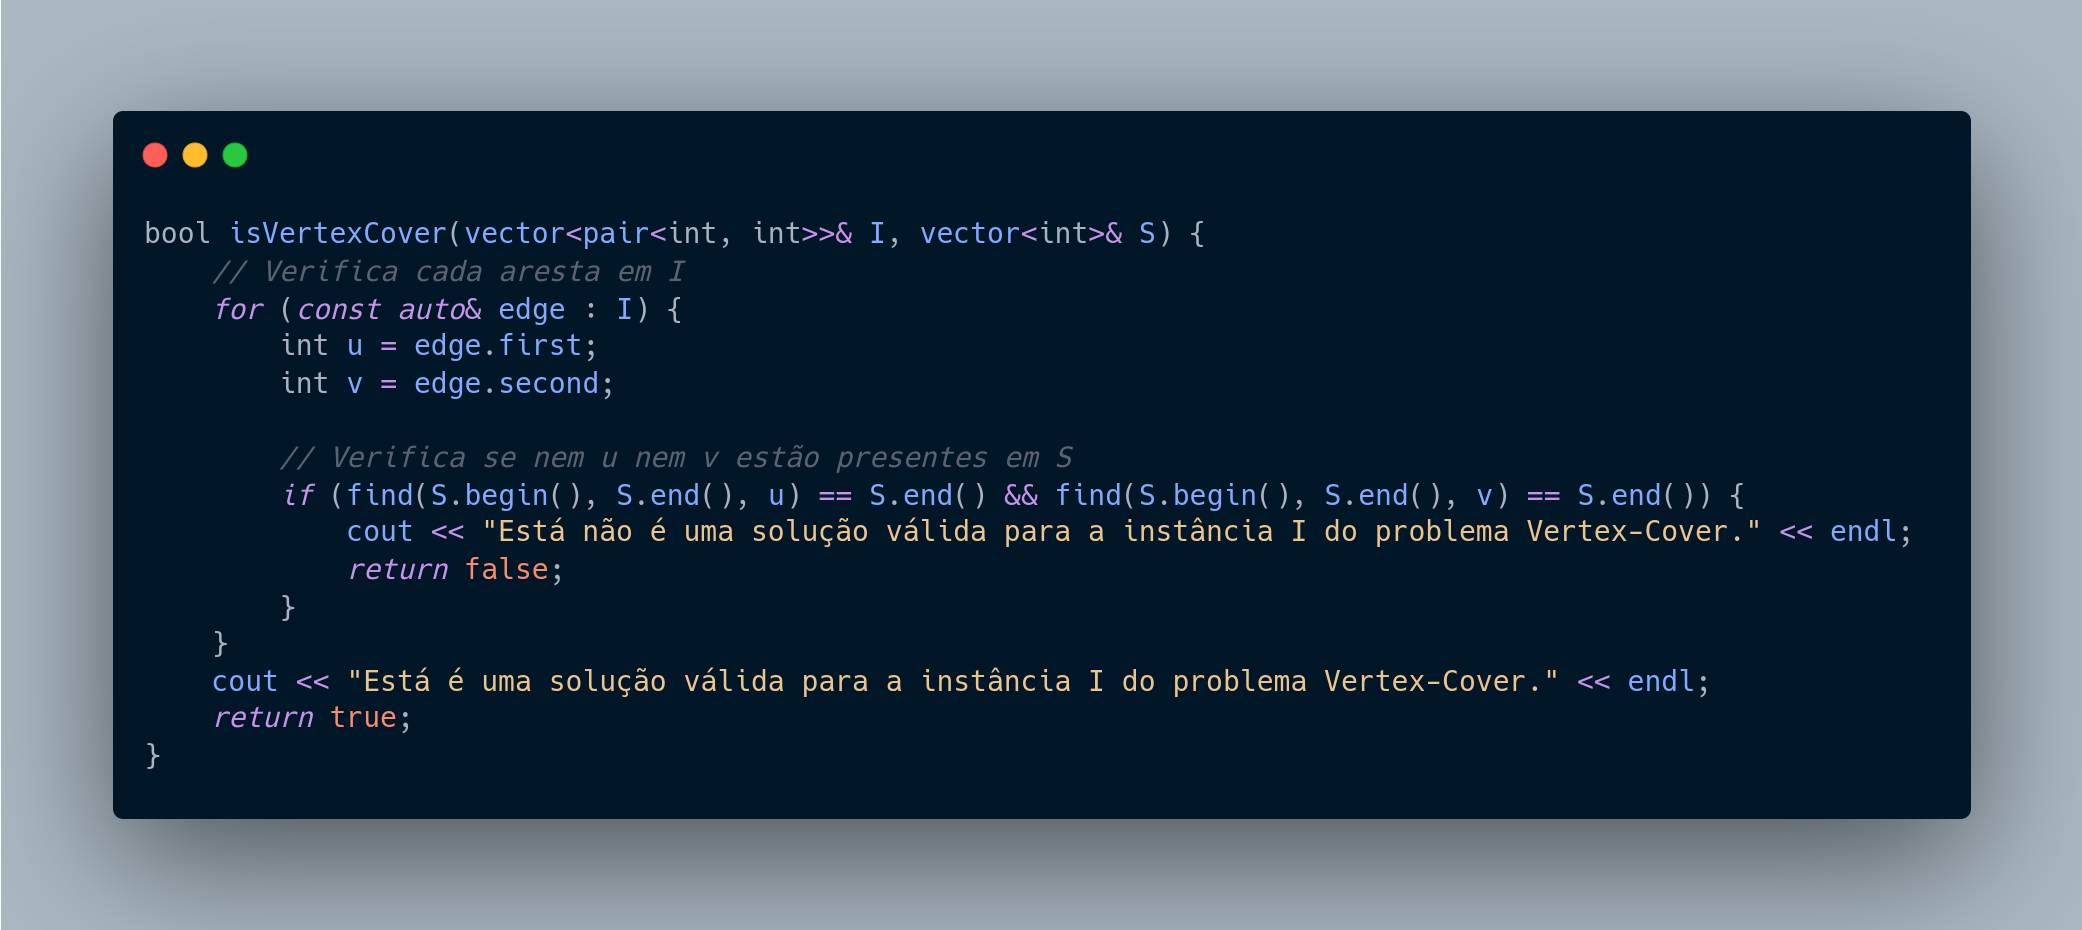 bool isVertexCover(vector<pair<int, int>>& I, vector<int>& S) {
    // Verifica cada aresta em I
    for (const auto& edge : I) {
        int u = edge.first;
        int v = edge.second;

        // Verifica se nem u nem v estão presentes em S
        if (find(S.begin(), S.end(), u) == S.end() && find(S.begin(), S.end(), v) == S.end()) {
            cout << "Está não é uma solução válida para a instância I do problema Vertex-Cover." << endl;
            return false;
        }
    }
    cout << "Está é uma solução válida para a instância I do problema Vertex-Cover." << endl;
    return true;
}